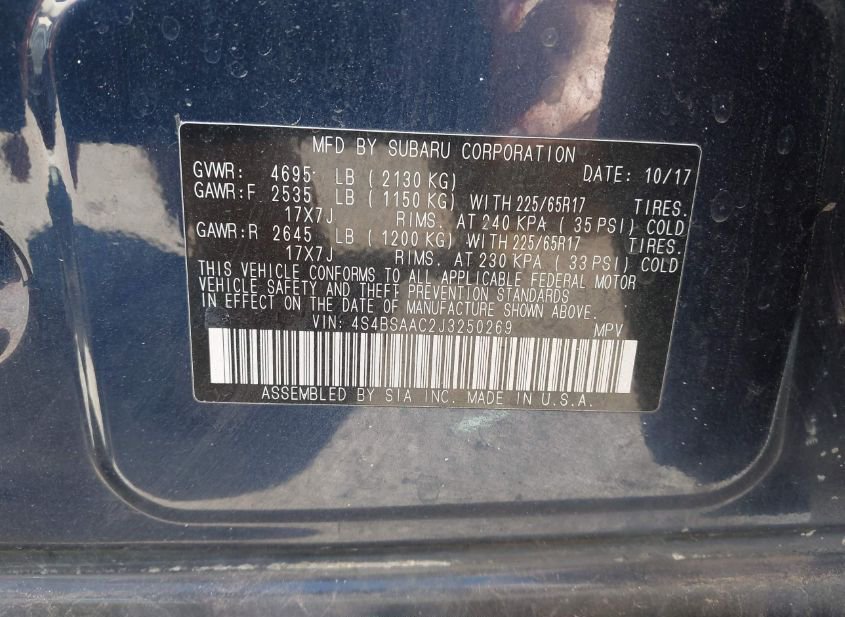 MFD BY SUBARU CORPORATION
GVWR: 4695 LB ( 2130 KG) DATE: 10/17
GAWR:F 2535 LB ( 1150 KG) WITH 225/65R17 TIRES.
17X7J RIMS. AT 240 KPA ( 35 PSI) COLD
GAWR:R 2645 LB ( 1200 KG) WITH 225/65R17 TIRES.
17X7J RIMS. AT 230 KPA ( 33 PSI) COLD
THIS VEHICLE CONFORMS TO ALL APPLICABLE FEDERAL MOTOR
VEHICLE SAFETY AND THEFT PREVENTION STANDARDS
IN EFFECT ON THE DATE OF MANUFACTURE SHOWN ABOVE.
VIN: 4S4BSAAC2J3250269 MPV
ASSEMBLED BY SIA INC. MADE IN U.S.A.